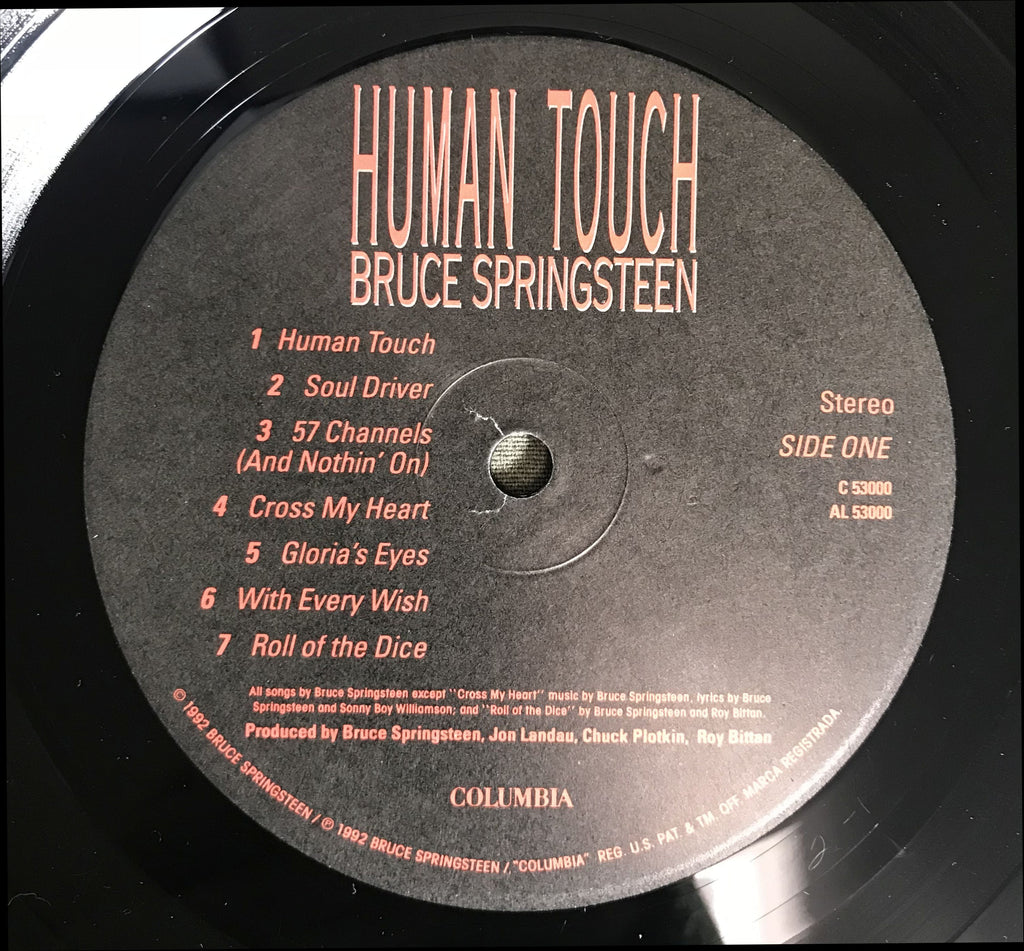 HUMAN TOUCH
BRUCE SPRINGSTEEN
1 Human Touch
2 Soul Driver
3 57 Channels
(And Nothin' On)
4 Cross My Heart
5 Gloria's Eyes
6 With Every Wish
7 Roll of the Dice
Stereo
SIDE ONE
C 53000
AL 53000
All songs by Bruce Springsteen except "Cross My Heart" music by Bruce Springsteen, lyrics by Bruce
Springsteen and Sonny Boy Williamson; and "Roll of the Dice" by Bruce Springsteen and Roy Bittan.
Produced by Bruce Springsteen, Jon Landau, Chuck Plotkin, Roy Bittan
COLUMBIA
© 1992 BRUCE SPRINGSTEEN / ℗ 1992 BRUCE SPRINGSTEEN / "COLUMBIA" REG. U.S. PAT. & TM. OFF. MARCA REGISTRADA.
2-1